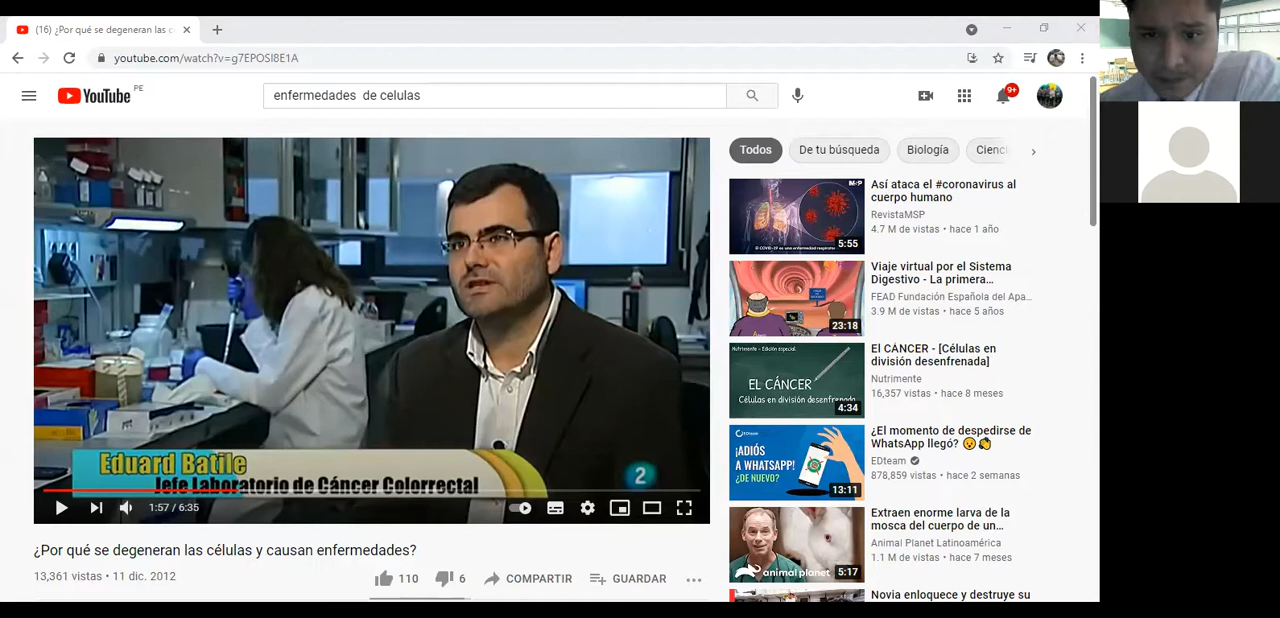 (16) ¿Por qué se degeneran las c
youtube.com/watch?v=g7EPOSI8E1A
YouTube PE
enfermedades de celulas
9+
Todos
De tu búsqueda
Biología
Cienci
Eduard Batlle
Jefe Laboratorio de Cáncer Colorrectal
2
1:57 / 6:35
¿Por qué se degeneran las células y causan enfermedades?
13,361 vistas • 11 dic. 2012
110
6
COMPARTIR
GUARDAR
MSP
5:55
Así ataca el #coronavirus al
cuerpo humano
RevistaMSP
4.7 M de vistas • hace 1 año
23:18
Viaje virtual por el Sistema
Digestivo - La primera...
FEAD Fundación Española del Apa...
3.9 M de vistas • hace 5 años
Nutrimente - Edición especial
EL CÁNCER
Células en división desenfrenada
4:34
El CÁNCER - [Células en
división desenfrenada]
Nutrimente
16,357 vistas • hace 8 meses
EDteam
¡ADIÓS
A WHATSAPP!
¿DE NUEVO?
13:11
¿El momento de despedirse de
WhatsApp llegó?
EDteam
878,859 vistas • hace 2 semanas
animal planet
5:17
Extraen enorme larva de la
mosca del cuerpo de un...
Animal Planet Latinoamérica
1.1 M de vistas • hace 7 meses
Novia enloquece y destruye su